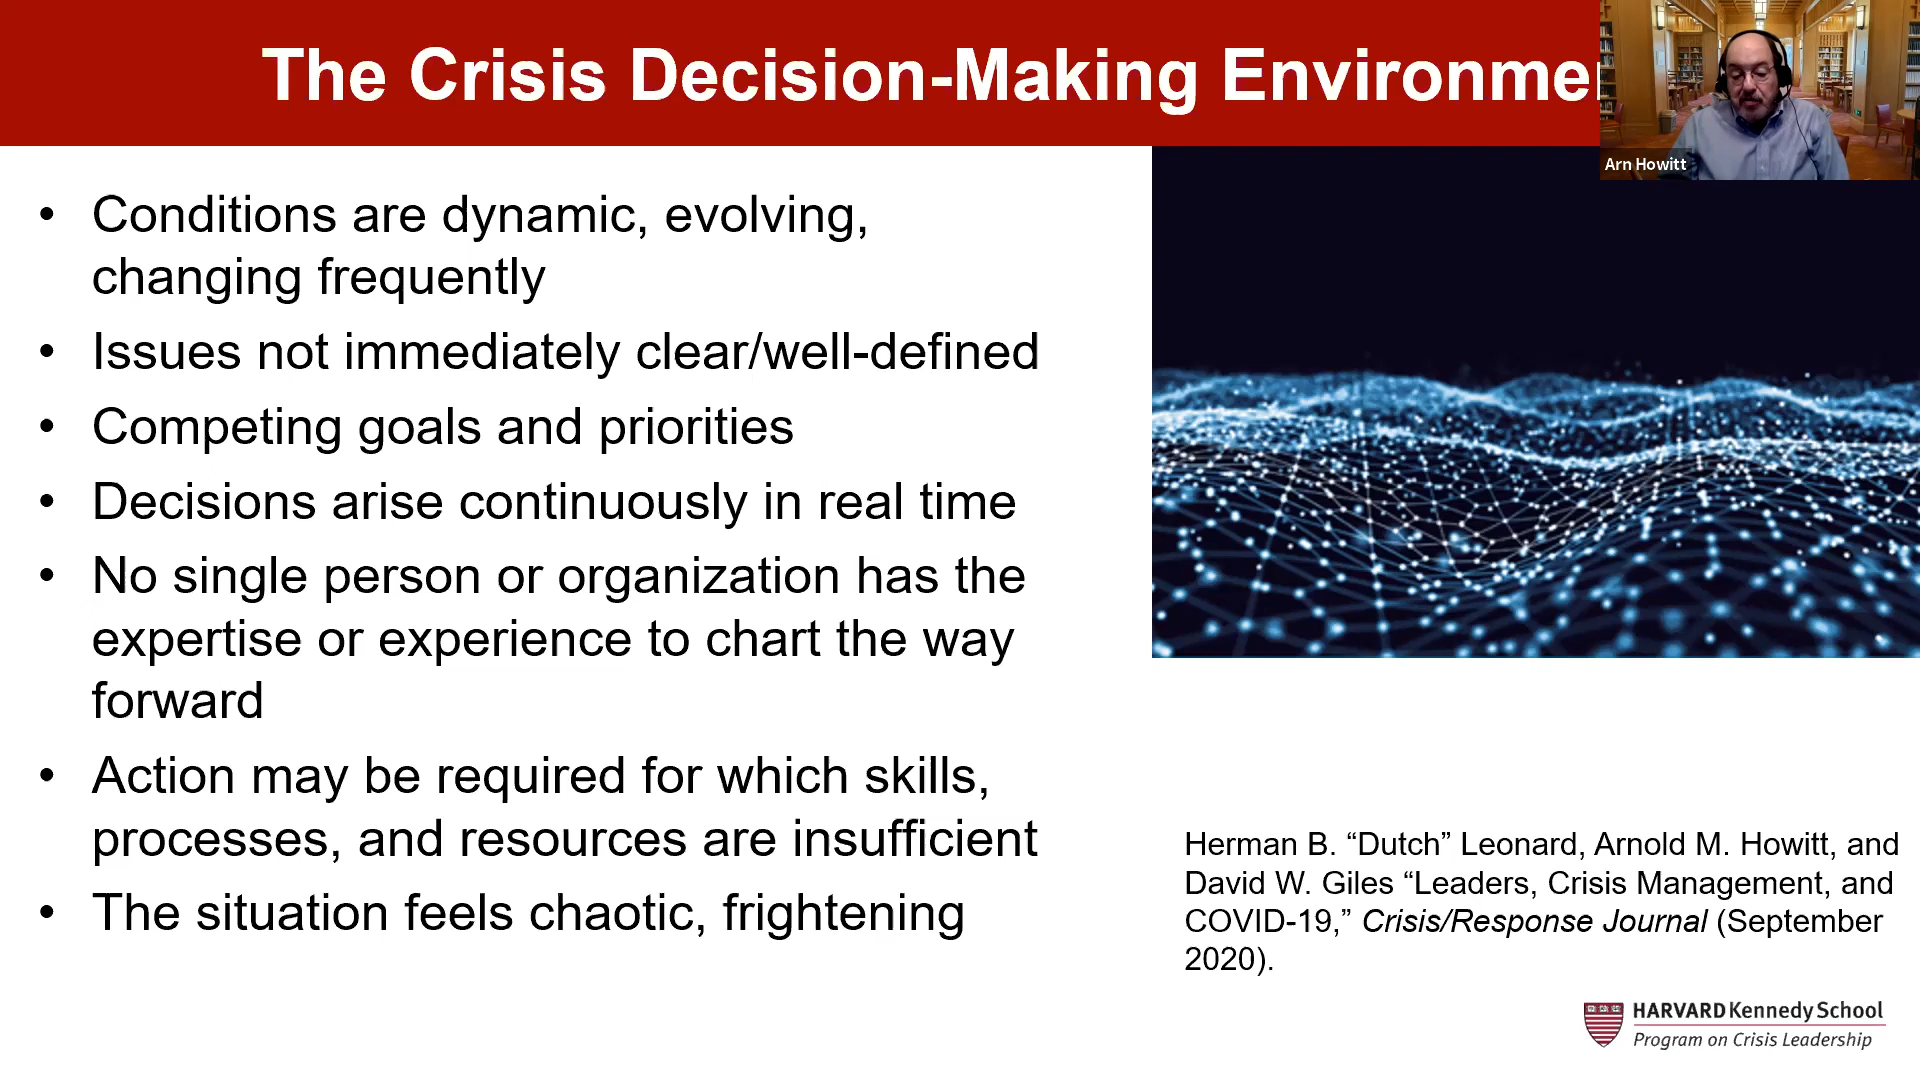 The Crisis Decision-Making Environme
Arn Howitt
• Conditions are dynamic, evolving,
changing frequently
• Issues not immediately clear/well-defined
• Competing goals and priorities
• Decisions arise continuously in real time
• No single person or organization has the
expertise or experience to chart the way
forward
• Action may be required for which skills,
processes, and resources are insufficient
• The situation feels chaotic, frightening
Herman B. “Dutch” Leonard, Arnold M. Howitt, and
David W. Giles “Leaders, Crisis Management, and
COVID-19,” Crisis/Response Journal (September
2020).
HARVARD Kennedy School
Program on Crisis Leadership